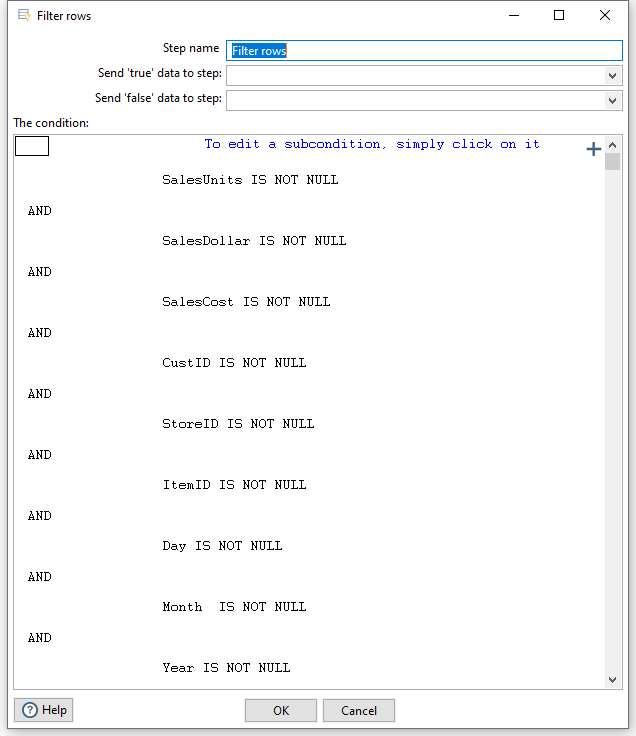 Filter rows
Step name Filter rows
Send 'true' data to step:
Send 'false' data to step:
The condition:
To edit a subcondition, simply click on it
SalesUnits IS NOT NULL
AND
SalesDollar IS NOT NULL
AND
SalesCost IS NOT NULL
AND
CustID IS NOT NULL
AND
StoreID IS NOT NULL
AND
ItemID IS NOT NULL
AND
Day IS NOT NULL
AND
Month  IS NOT NULL
AND
Year IS NOT NULL
Help OK Cancel